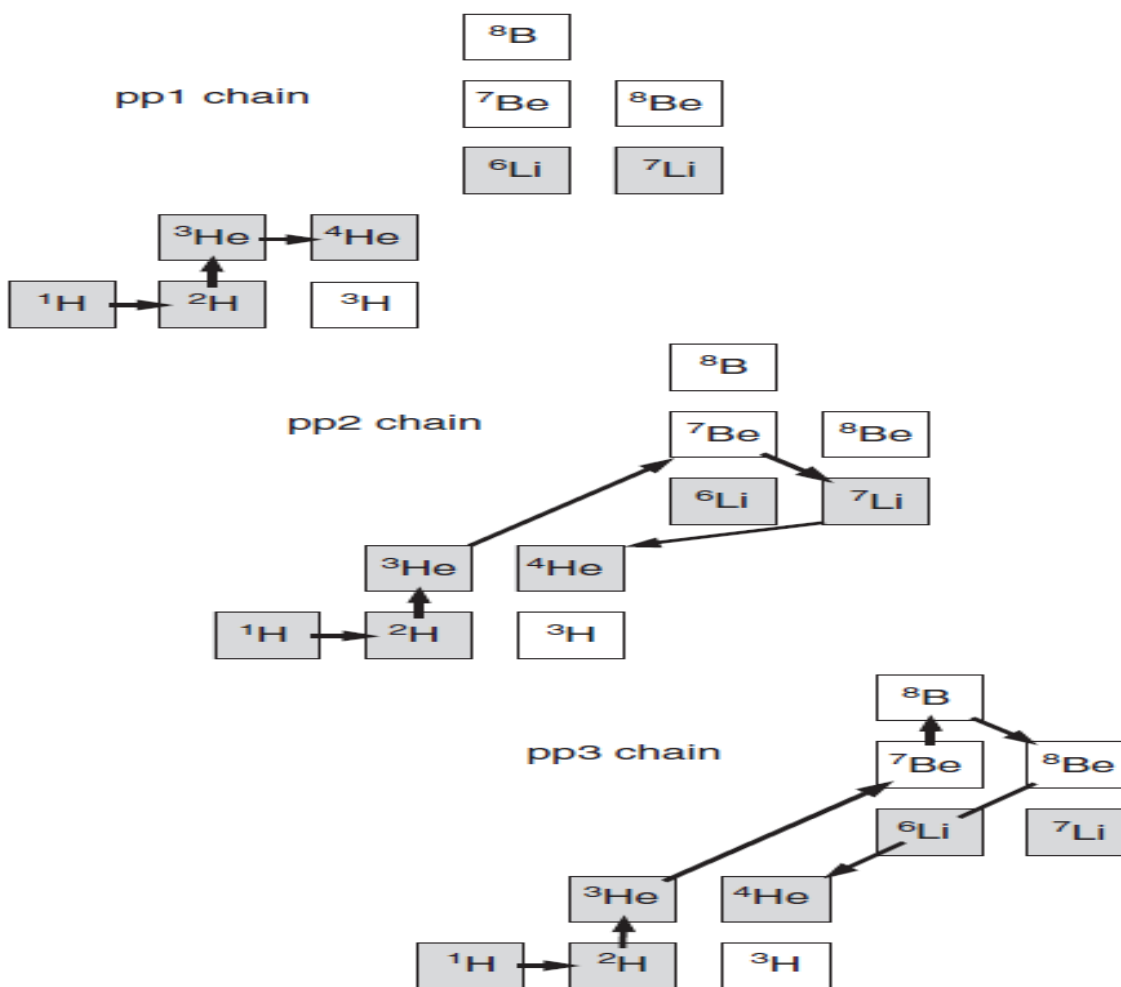 ⁸B
pp1 chain ⁷Be ⁸Be
⁶Li ⁷Li
³He ⁴He
¹H ²H ³H
⁸B
pp2 chain ⁷Be ⁸Be
⁶Li ⁷Li
³He ⁴He
¹H ²H ³H
⁸B
pp3 chain ⁷Be ⁸Be
⁶Li ⁷Li
³He ⁴He
¹H ²H ³H